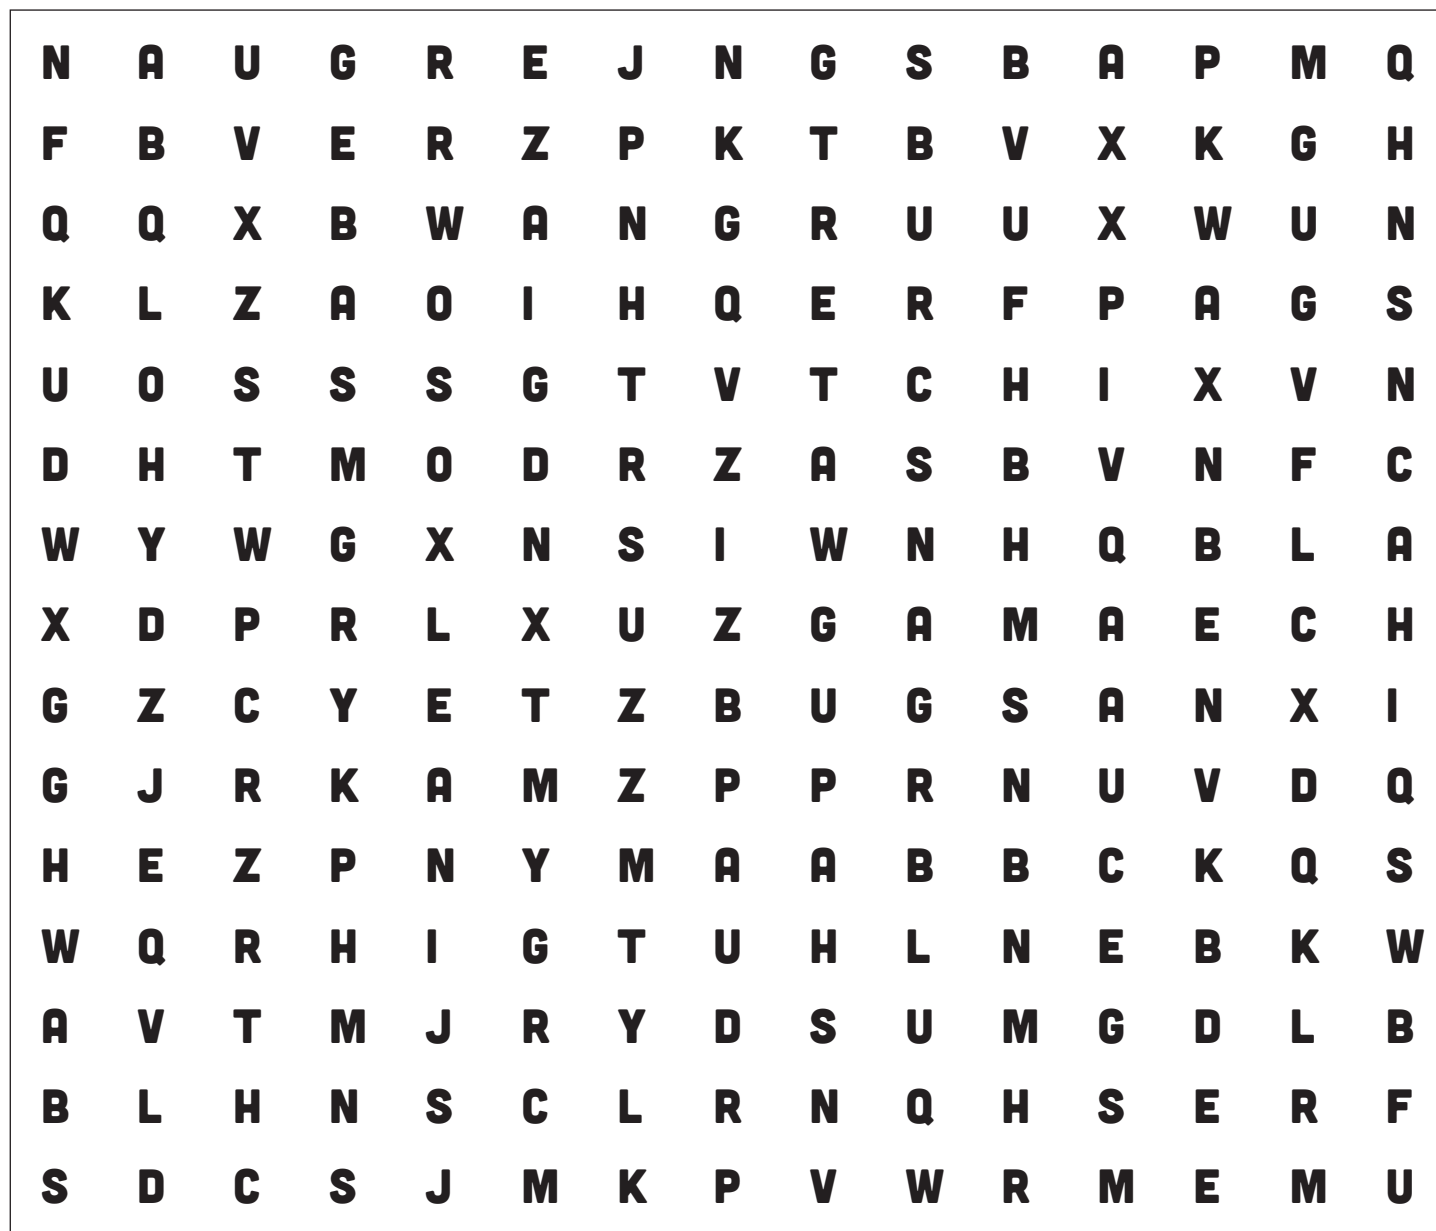 N A U G R E J N G S B A P M Q
F B V E R Z P K T B V X K G H
Q Q X B W A N G R U U X W U N
K L Z A O I H Q E R F P A G S
U O S S S G T V T C H I X V N
D H T M O D R Z A S B V N F C
W Y W G X N S I W N H Q B L A
X D P R L X U Z G A M A E C H
G Z C Y E T Z B U G S A N X I
G J R K A M Z P P R N U V D Q
H E Z P N Y M A A B B C K Q S
W Q R H I G T U H L N E B K W
A V T M J R Y D S U M G D L B
B L H N S C L R N Q H S E R F
S D C S J M K P V W R M E M U